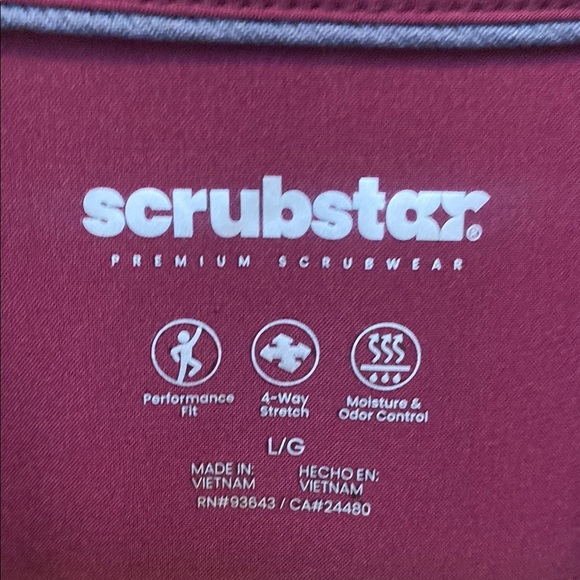 scrubstar®
PREMIUM SCRUBWEAR
Performance Fit
4-Way Stretch
Moisture & Odor Control
L/G
MADE IN: VIETNAM
HECHO EN: VIETNAM
RN#93643 / CA#24480